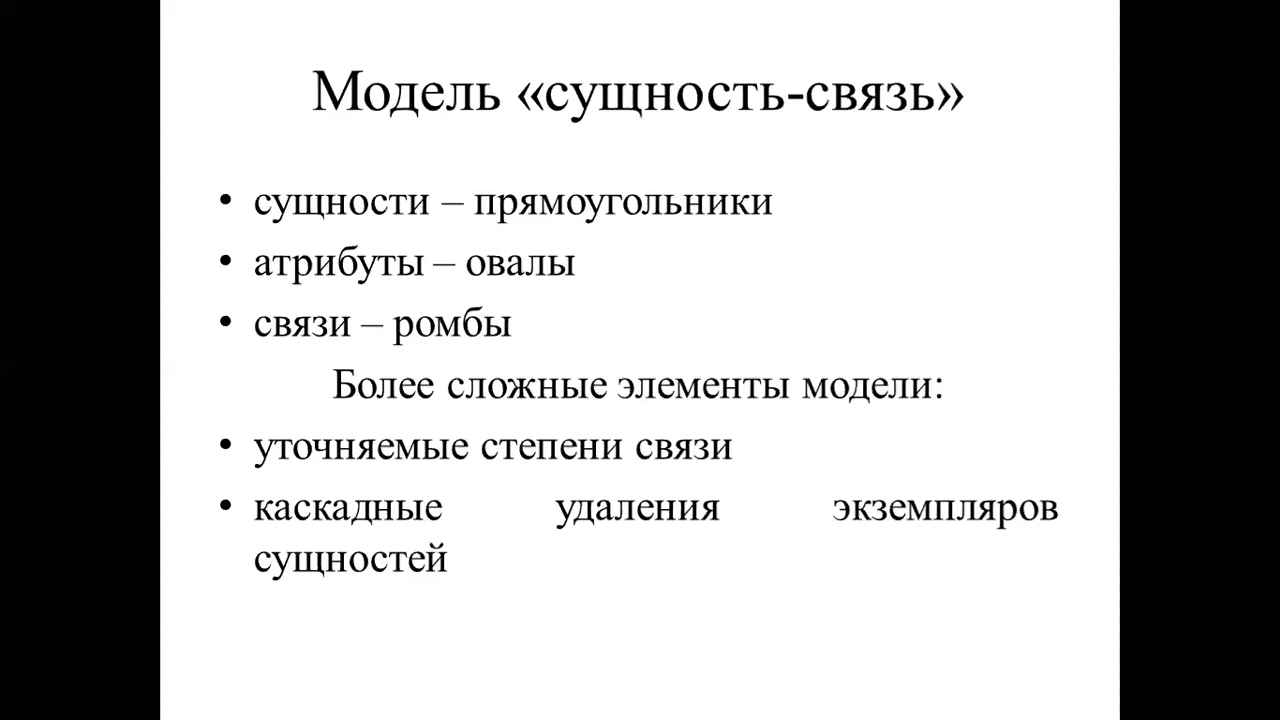 Модель «сущность-связь»
• сущности – прямоугольники
• атрибуты – овалы
• связи – ромбы
Более сложные элементы модели:
• уточняемые степени связи
• каскадные удаления экземпляров
сущностей